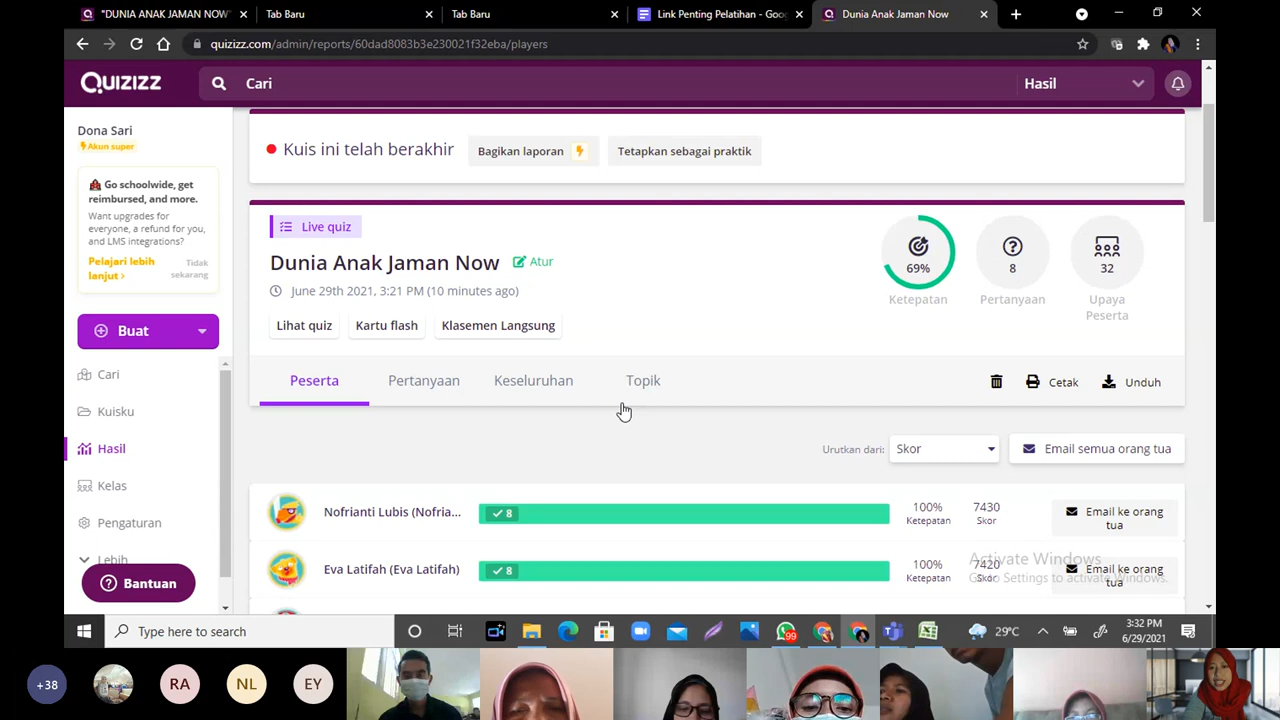 "DUNIA ANAK JAMAN NOW"
Tab Baru
Tab Baru
Link Penting Pelatihan - Goo
Dunia Anak Jaman Now
quizizz.com/admin/reports/60dad8083b3e230021f32eba/players
QUIZIZZ
Cari
Hasil
Dona Sari
Akun super
Go schoolwide, get
reimbursed, and more.
Want upgrades for
everyone, a refund for you,
and LMS integrations?
Pelajari lebih
lanjut >
Tidak
sekarang
Buat
Cari
Kuisku
Hasil
Kelas
Pengaturan
Lebih
Bantuan
Kuis ini telah berakhir
Bagikan laporan
Tetapkan sebagai praktik
Live quiz
Dunia Anak Jaman Now
Atur
June 29th 2021, 3:21 PM (10 minutes ago)
Lihat quiz
Kartu flash
Klasemen Langsung
69%
Ketepatan
8
Pertanyaan
32
Upaya
Peserta
Peserta
Pertanyaan
Keseluruhan
Topik
Cetak
Unduh
Urutkan dari:
Skor
Email semua orang tua
Nofrianti Lubis (Nofria...
8
100%
Ketepatan
7430
Skor
Email ke orang
tua
Eva Latifah (Eva Latifah)
8
100%
Ketepatan
7420
Skor
Email ke orang
tua
Activate Windows
Go to Settings to activate Windows.
Type here to search
99
29°C
3:32 PM
6/29/2021
+38
RA
NL
EY